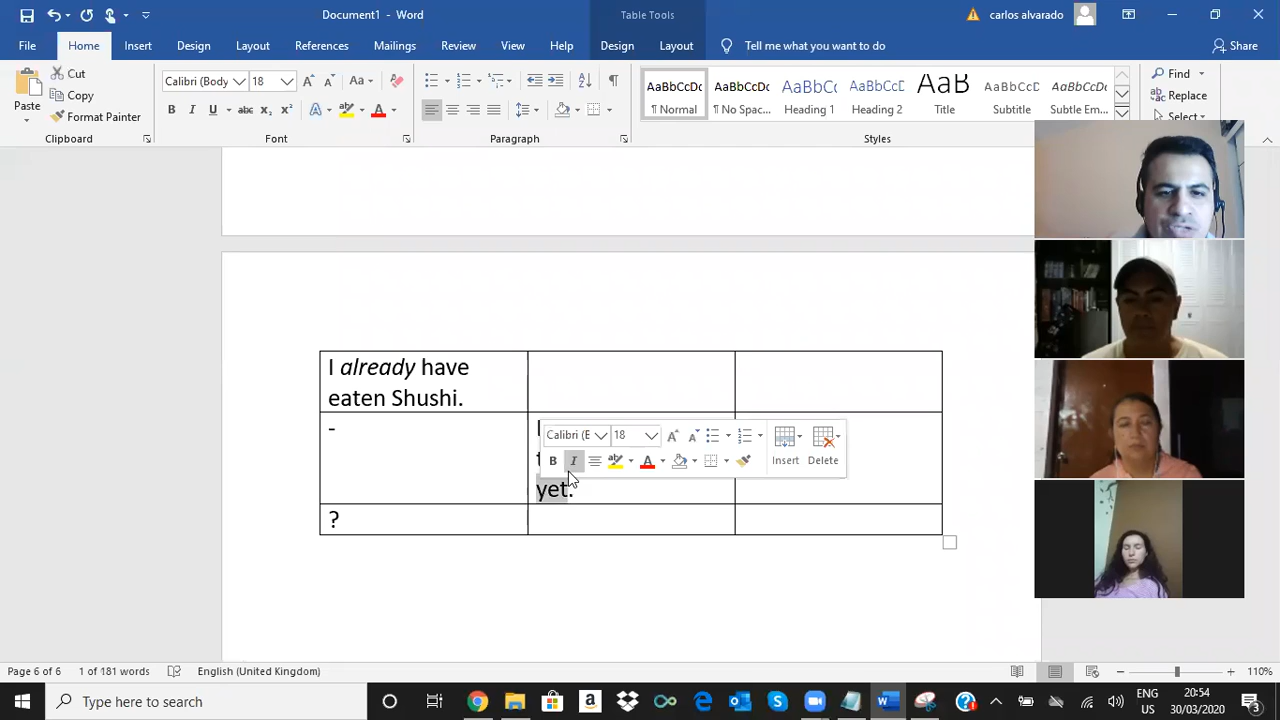 Document1 - Word
Table Tools
carlos alvarado
File
Home
Insert
Design
Layout
References
Mailings
Review
View
Help
Design
Layout
Tell me what you want to do
Share
Paste
Cut
Copy
Format Painter
Clipboard
Calibri (Body
18
Font
Paragraph
AaBbCcDc
¶ Normal
AaBbCcDc
¶ No Spac...
AaBbCc
Heading 1
AaBbCcD
Heading 2
AaB
Title
AaBbCcD
Subtitle
AaBbCcDc
Subtle Em...
Styles
Find
Replace
Select
I already have
eaten Shushi.
-
yet.
?
Calibri (E
18
Insert
Delete
Page 6 of 6
1 of 181 words
English (United Kingdom)
110%
Type here to search
ENG
US
20:54
30/03/2020
3